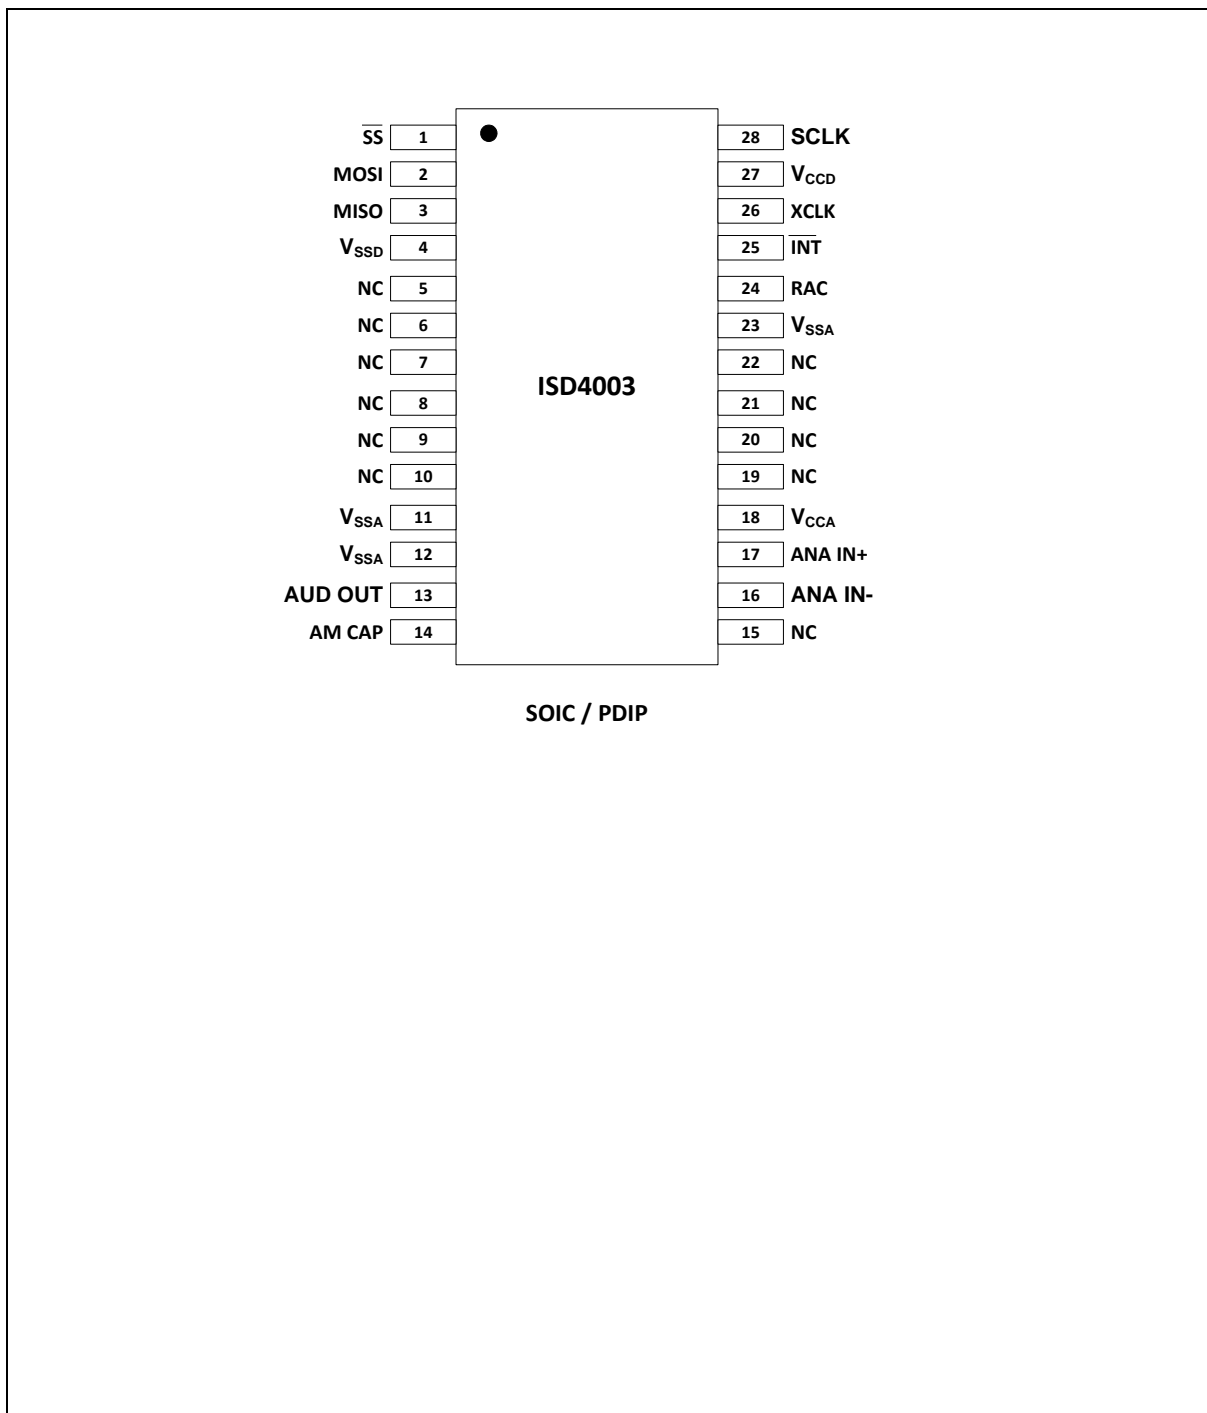 S̅S̅ 1 28 SCLK
MOSI 2 27 VCCD
MISO 3 26 XCLK
VSSD 4 25 I̅N̅T̅
NC 5 24 RAC
NC 6 23 VSSA
NC 7 22 NC
ISD4003
NC 8 21 NC
NC 9 20 NC
NC 10 19 NC
VSSA 11 18 VCCA
VSSA 12 17 ANA IN+
AUD OUT 13 16 ANA IN-
AM CAP 14 15 NC
SOIC / PDIP